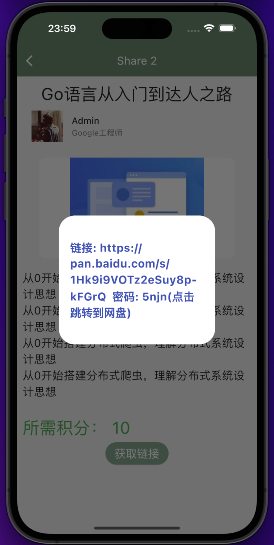 23:59
Share 2
Go语言从入门到达人之路
Admin
Google工程师
链接: https://
pan.baidu.com/s/
1Hk9i9VOTz2eSuy8p-
kFGrQ 密码: 5njn(点击
跳转到网盘)
从0开始
系统设
计思想
从0开始
系统设
计思想
从0开始搭建分布式爬虫，理解分布式系统设
计思想
从0开始搭建分布式爬虫，理解分布式系统设
计思想
所需积分： 10
获取链接